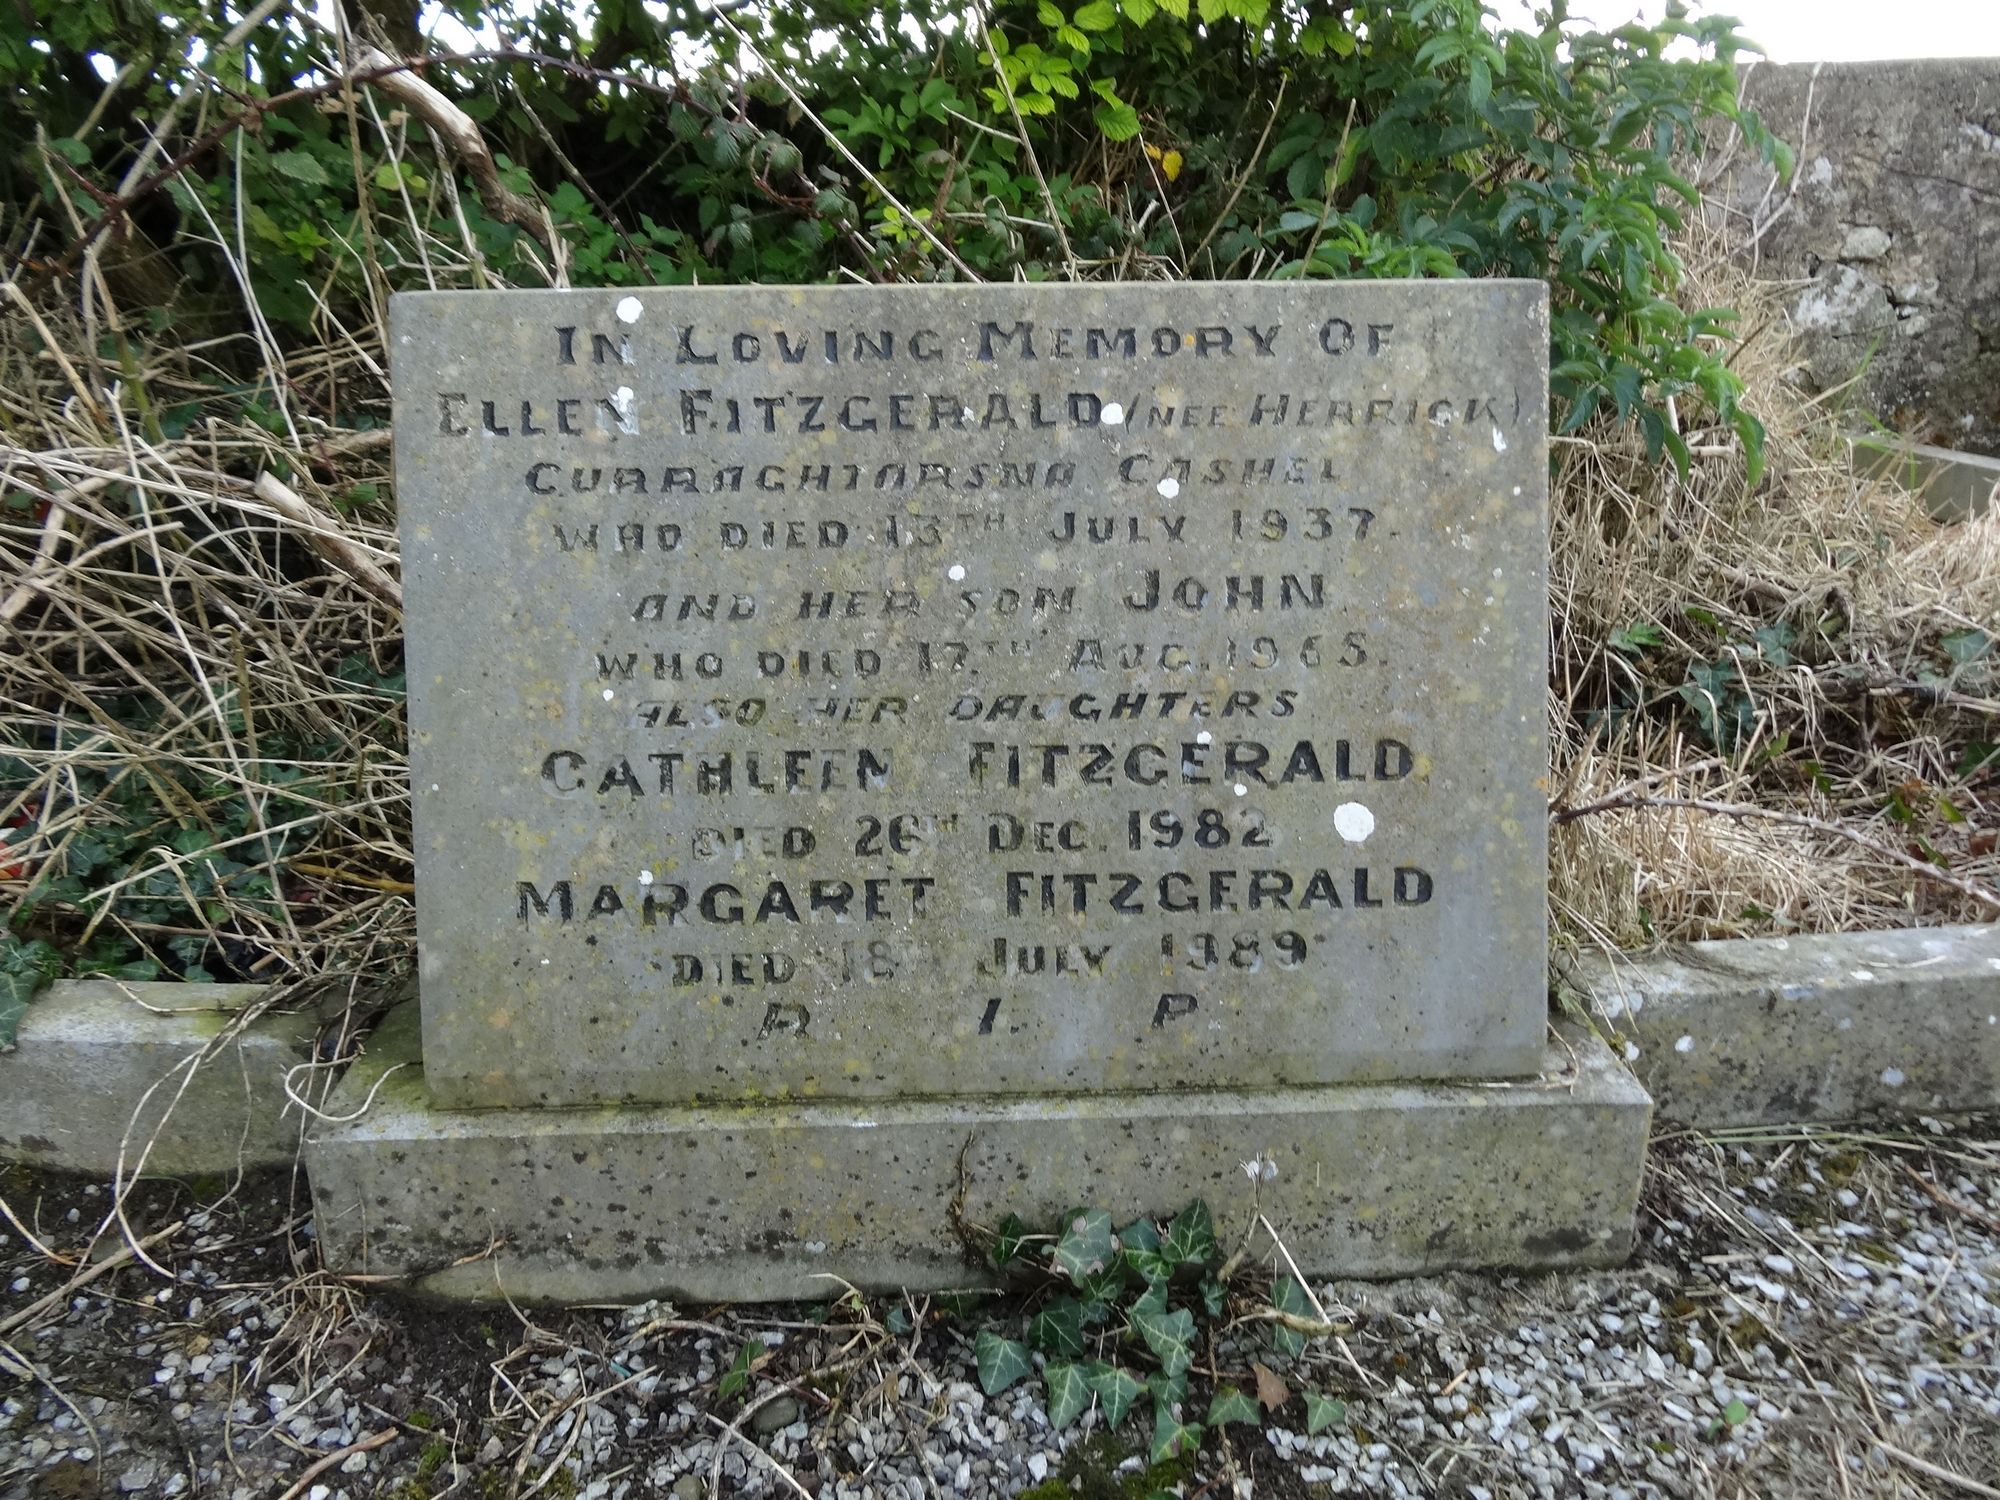 IN LOVING MEMORY OF
ELLEN FITZGERALD (NEE HERRICK)
CURRAGHTARSNA CASHEL
WHO DIED 13TH JULY 1937.
AND HER SON JOHN
WHO DIED 17TH AUG. 1965.
ALSO HER DAUGHTERS
CATHLEEN FITZGERALD
DIED 26TH DEC. 1982
MARGARET FITZGERALD
DIED 18TH JULY 1989
R. I. P.